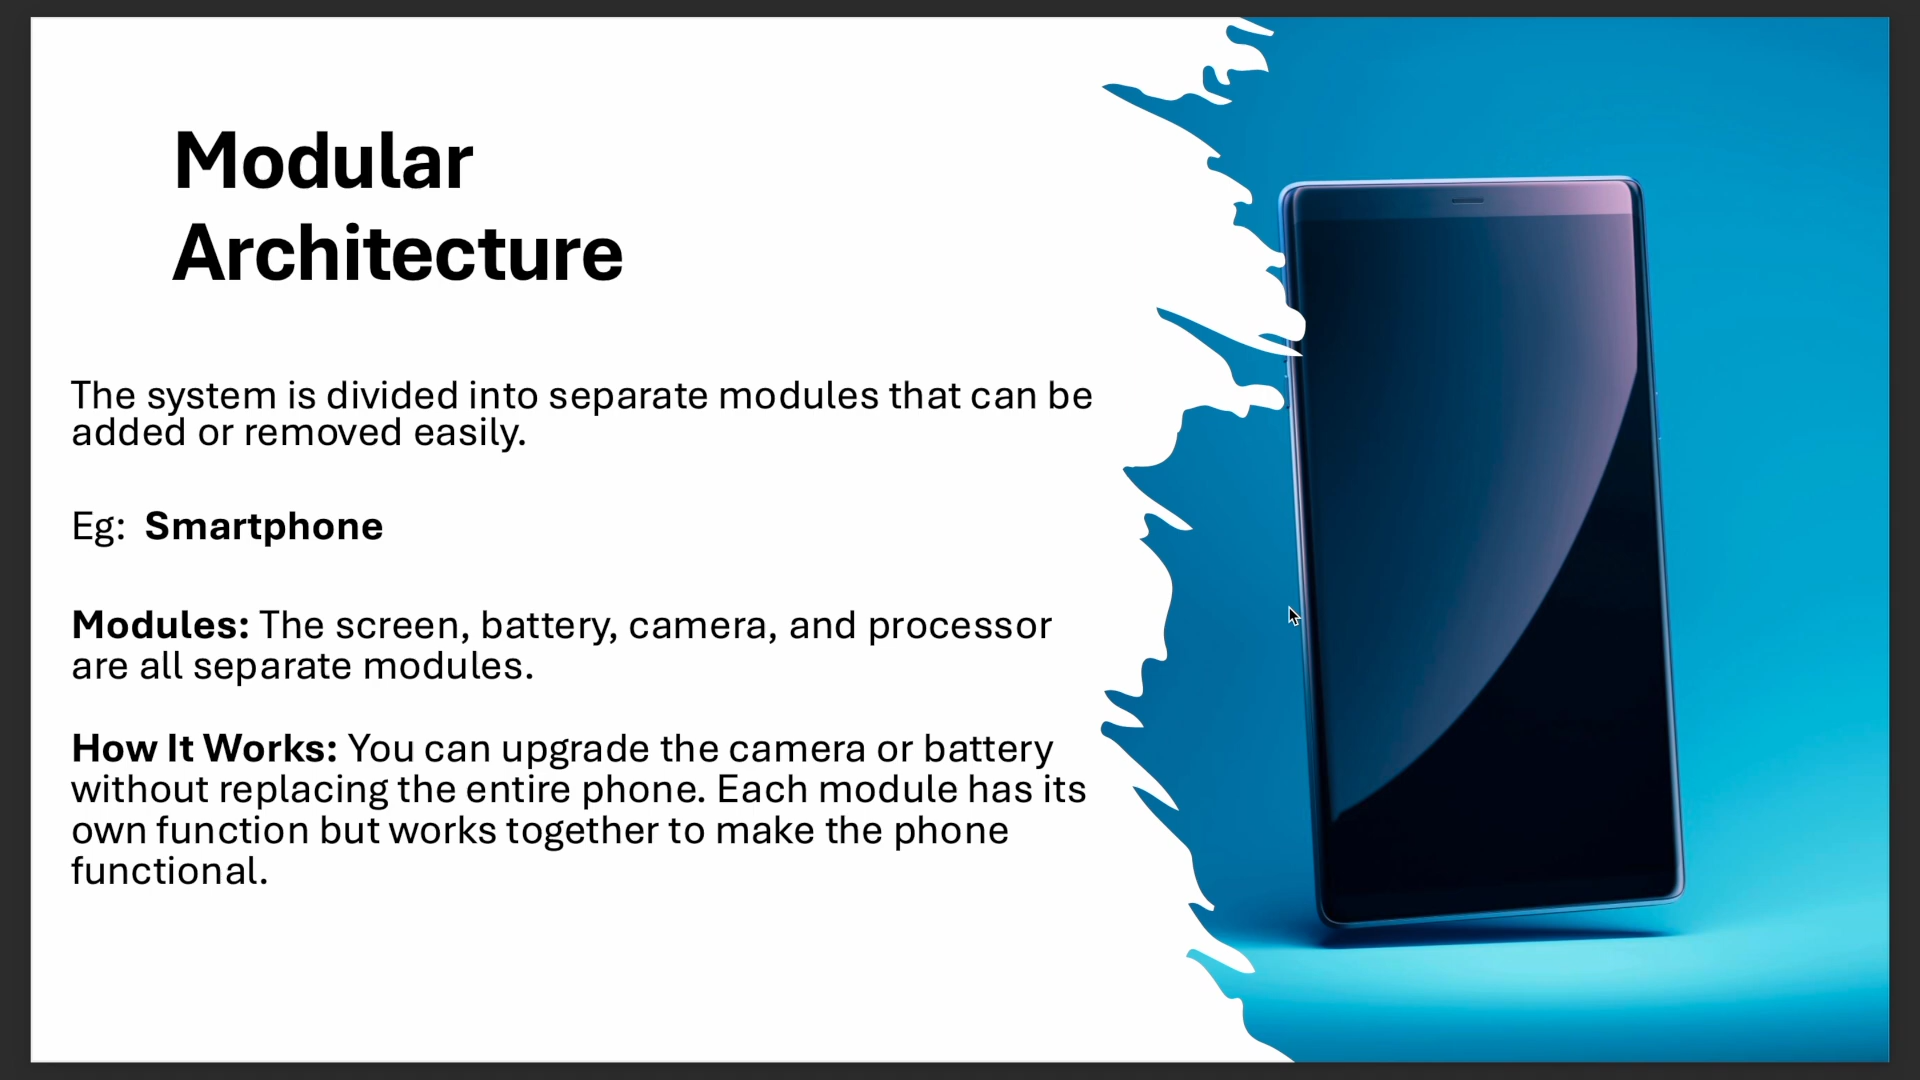 Modular
Architecture
The system is divided into separate modules that can be
added or removed easily.
Eg: Smartphone
Modules: The screen, battery, camera, and processor
are all separate modules.
How It Works: You can upgrade the camera or battery
without replacing the entire phone. Each module has its
own function but works together to make the phone
functional.